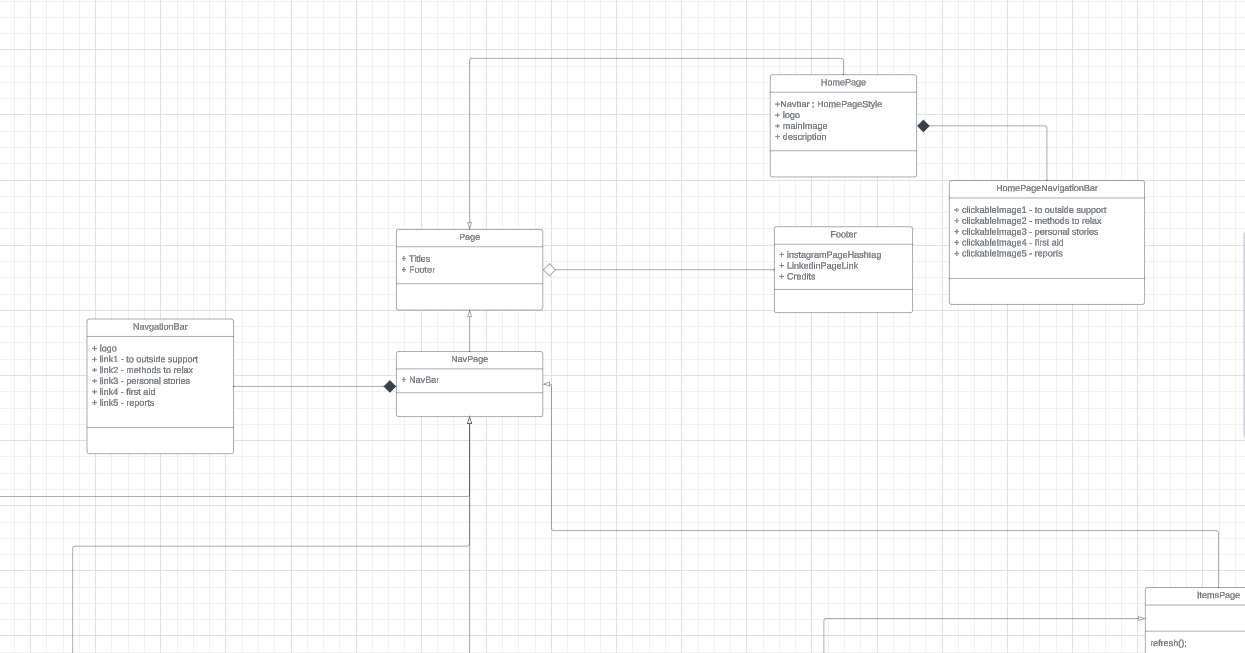 HomePage
+Navbar ; HomePageStyle
+ logo
+ mainImage
+ description
HomePageNavigationBar
+ clickableImage1 - to outside support
+ clickableImage2 - methods to relax
+ clickableImage3 - personal stories
+ clickableImage4 - first aid
+ clickableImage5 - reports
Page
+ Titles
+ Footer
Footer
+ instagramPageHashtag
+ LinkedinPageLink
+ Credits
NavgationBar
+ logo
+ link1 - to outside support
+ link2 - methods to relax
+ link3 - personal stories
+ link4 - first aid
+ link5 - reports
NavPage
+ NavBar
ItemsPage
refresh();